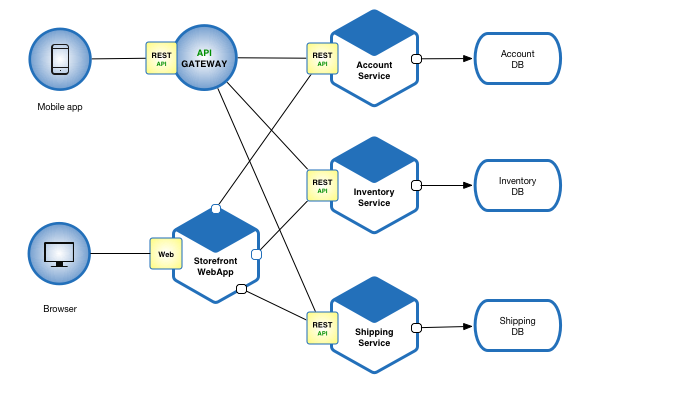 REST
API
API
GATEWAY
Mobile app
REST
API
Account
Service
Account
DB
REST
API
Inventory
Service
Inventory
DB
Web
Storefront
WebApp
Browser
REST
API
Shipping
Service
Shipping
DB